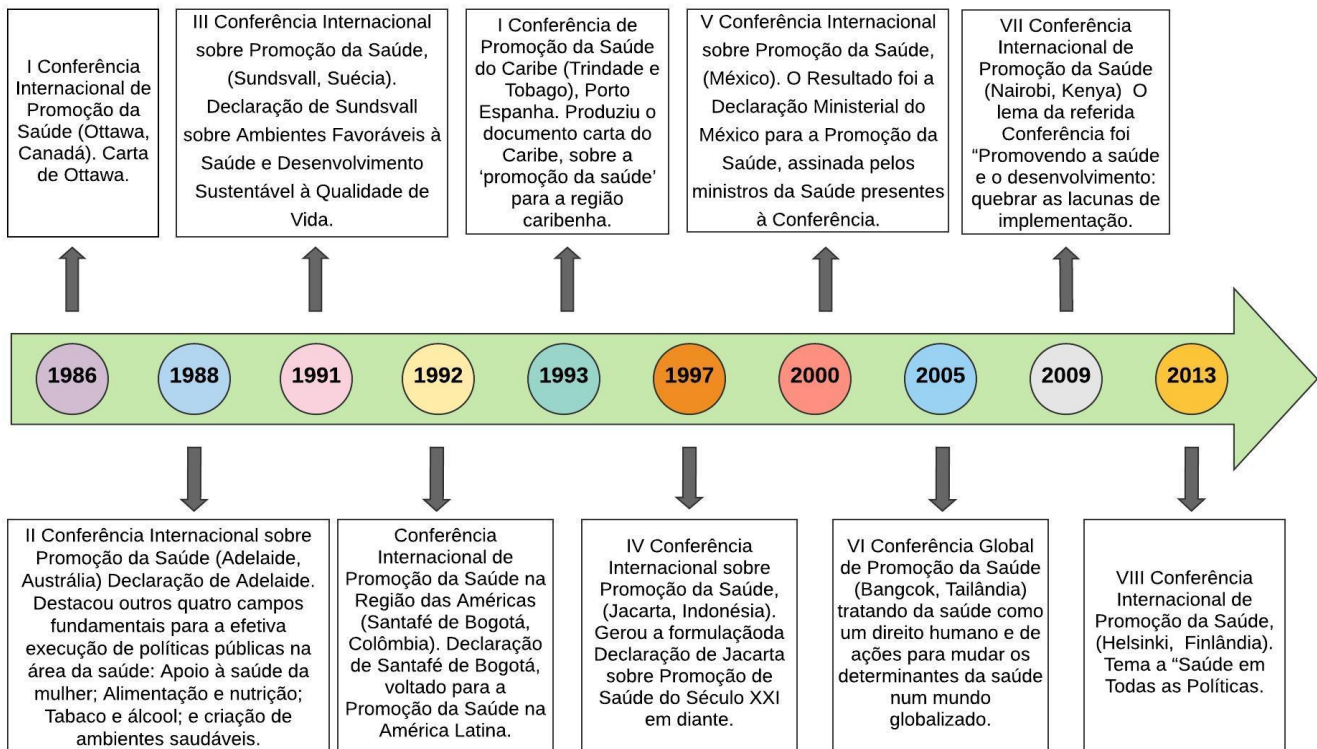 I Conferência
Internacional de
Promoção da
Saúde (Ottawa,
Canadá). Carta
de Ottawa.
III Conferência Internacional
sobre Promoção da Saúde,
(Sundsvall, Suécia).
Declaração de Sundsvall
sobre Ambientes Favoráveis à
Saúde e Desenvolvimento
Sustentável à Qualidade de
Vida.
I Conferência de
Promoção da Saúde
do Caribe (Trindade e
Tobago), Porto
Espanha. Produziu o
documento carta do
Caribe, sobre a
‘promoção da saúde’
para a região
caribenha.
V Conferência Internacional
sobre Promoção da Saúde,
(México). O Resultado foi a
Declaração Ministerial do
México para a Promoção da
Saúde, assinada pelos
ministros da Saúde presentes
à Conferência.
VII Conferência
Internacional de
Promoção da Saúde
(Nairobi, Kenya) O
lema da referida
Conferência foi
“Promovendo a saúde
e o desenvolvimento:
quebrar as lacunas de
implementação.
1986
1988
1991
1992
1993
1997
2000
2005
2009
2013
II Conferência Internacional sobre
Promoção da Saúde (Adelaide,
Austrália) Declaração de Adelaide.
Destacou outros quatro campos
fundamentais para a efetiva
execução de políticas públicas na
área da saúde: Apoio à saúde da
mulher; Alimentação e nutrição;
Tabaco e álcool; e criação de
ambientes saudáveis.
Conferência
Internacional de
Promoção da Saúde na
Região das Américas
(Santafé de Bogotá,
Colômbia). Declaração
de Santafé de Bogotá,
voltado para a
Promoção da Saúde na
América Latina.
IV Conferência
Internacional sobre
Promoção da Saúde,
(Jacarta, Indonésia).
Gerou a formulaçãoda
Declaração de Jacarta
sobre Promoção de
Saúde do Século XXI
em diante.
VI Conferência Global
de Promoção da Saúde
(Bangcok, Tailândia)
tratando da saúde como
um direito humano e de
ações para mudar os
determinantes da saúde
num mundo
globalizado.
VIII Conferência
Internacional de
Promoção da Saúde,
(Helsinki, Finlândia).
Tema a “Saúde em
Todas as Políticas.